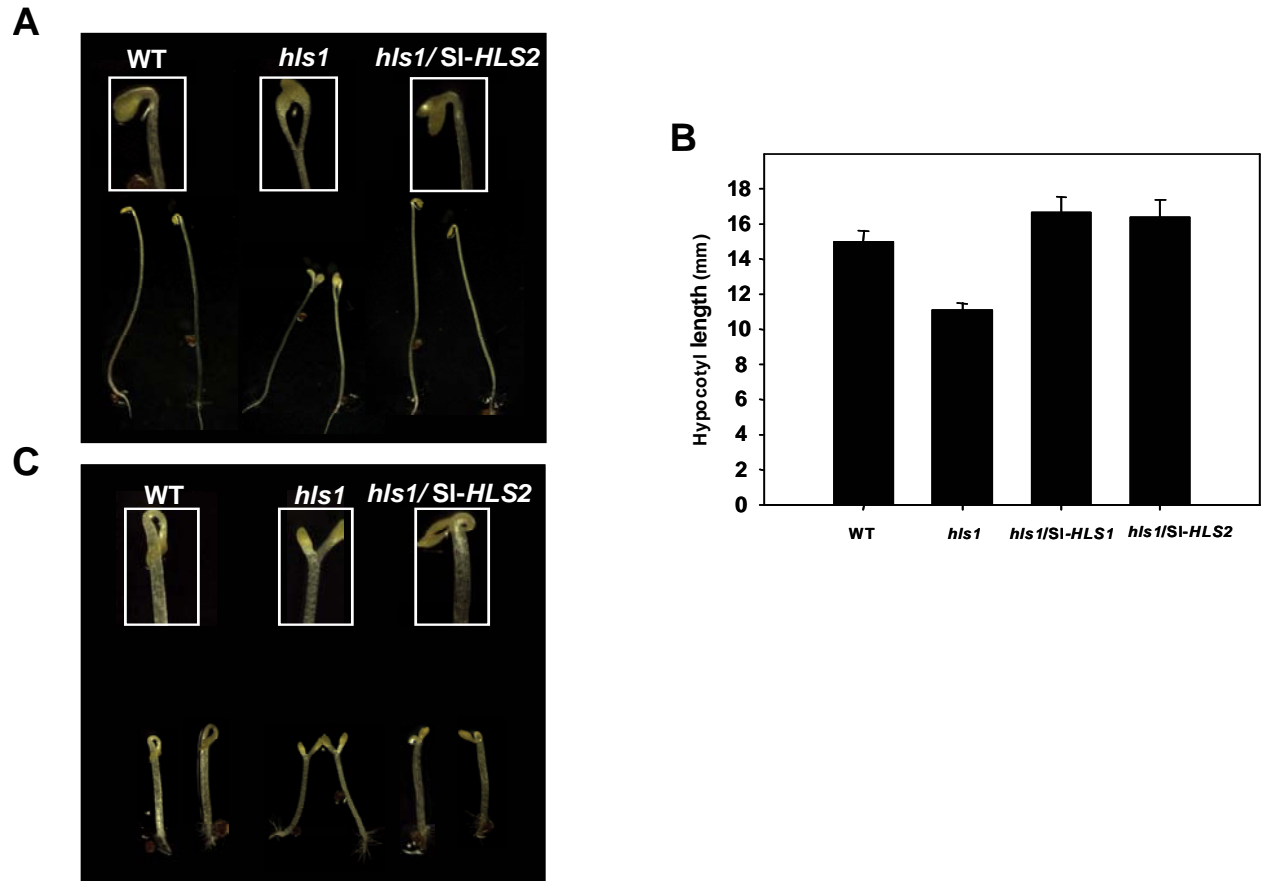 A
WT hls1 hls1/ Sl-HLS2
B
Hypocotyl length (mm)
18
16
14
12
10
8
6
4
2
0
WT hls1 hls1/Sl-HLS1 hls1/Sl-HLS2
C
WT hls1 hls1/ Sl-HLS2